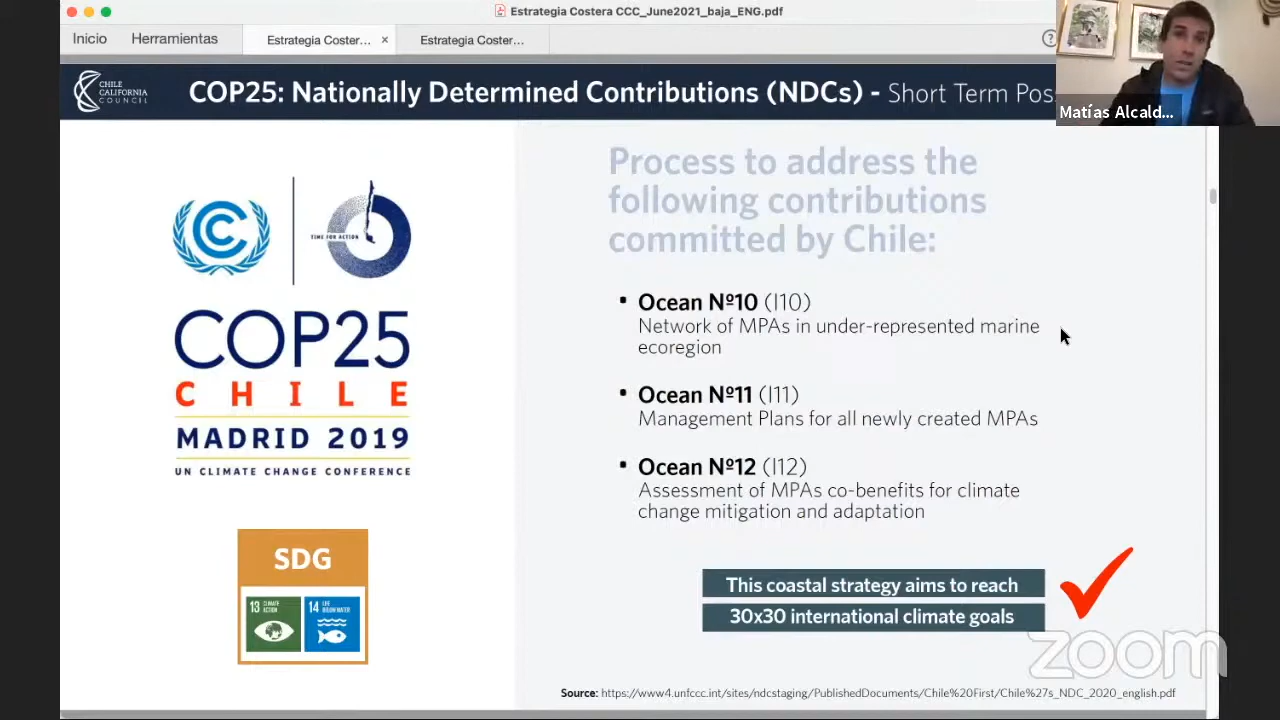 Estrategia Costera CCC_June2021_baja_ENG.pdf
Inicio
Herramientas
Estrategia Coster... ×
Estrategia Coster...
Matías Alcald...
CHILE
CALIFORNIA
COUNCIL
COP25: Nationally Determined Contributions (NDCs) - Short Term Pos
TIME FOR ACTION
COP25
CHILE
MADRID 2019
UN CLIMATE CHANGE CONFERENCE
SDG
13 CLIMATE
ACTION
14 LIFE
BELOW WATER
Process to address the
following contributions
committed by Chile:
▪ Ocean Nº10 (I10)
Network of MPAs in under-represented marine
ecoregion
▪ Ocean Nº11 (I11)
Management Plans for all newly created MPAs
▪ Ocean Nº12 (I12)
Assessment of MPAs co-benefits for climate
change mitigation and adaptation
This coastal strategy aims to reach
30x30 international climate goals
zoom
Source: https://www4.unfccc.int/sites/ndcstaging/PublishedDocuments/Chile%20First/Chile%27s_NDC_2020_english.pdf